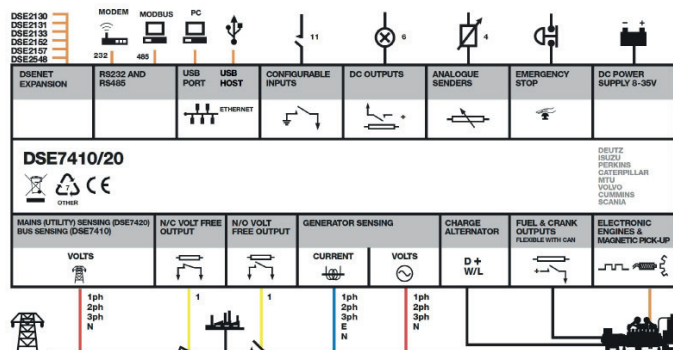 DSE2130
DSE2131
DSE2133
DSE2152
DSE2157
DSE2548
MODEM
MODBUS
PC
232
485
11
6
4
- +
DSENET
EXPANSION
RS232 AND
RS485
USB
PORT
USB
HOST
ETHERNET
CONFIGURABLE
INPUTS
DC OUTPUTS
+
ANALOGUE
SENDERS
EMERGENCY
STOP
DC POWER
SUPPLY 8-35V
DSE7410/20
7
OTHER
CE
DEUTZ
ISUZU
PERKINS
CATERPILLAR
MTU
VOLVO
CUMMINS
SCANIA
MAINS (UTILITY) SENSING (DSE7420)
BUS SENSING (DSE7410)
VOLTS
N/C VOLT FREE
OUTPUT
N/O VOLT
FREE OUTPUT
GENERATOR SENSING
CURRENT
VOLTS
CHARGE
ALTERNATOR
D +
W/L
FUEL & CRANK
OUTPUTS
FLEXIBLE WITH CAN
+
ELECTRONIC
ENGINES &
MAGNETIC PICK-UP
1ph
2ph
3ph
N
1
1
1ph
2ph
3ph
E
N
1ph
2ph
3ph
N